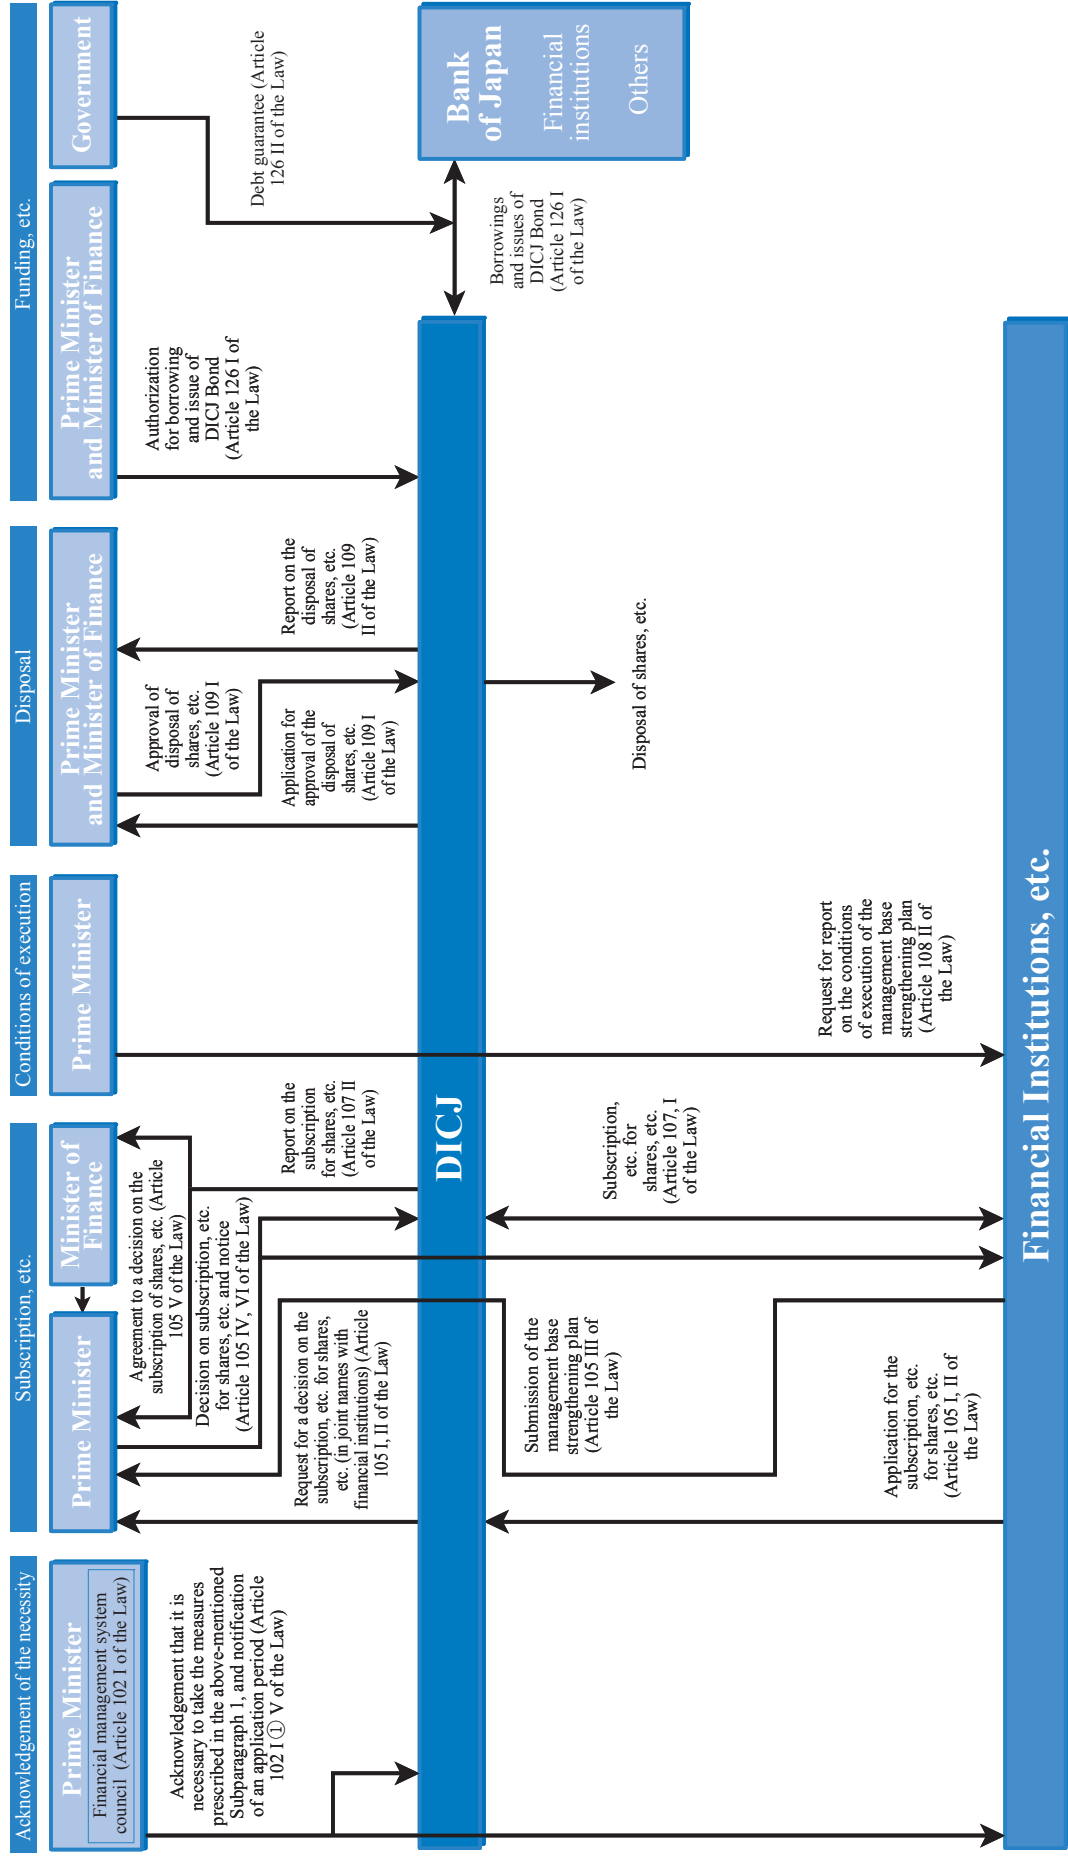 Acknowledgement of the necessity
Prime Minister
Financial management system
council  (Article 102 I of the Law)
Acknowledgement that it is
necessary to take the measures
prescribed in the above-mentioned
Subparagraph 1, and notification
of an application period (Article
102 I ① V of the Law)
Subscription, etc.
Prime Minister
Minister of
Finance
Agreement to a decision on the
subscription of shares, etc. (Article
105 V of the Law)
Decision on subscription, etc.
for shares, etc. and notice
(Article 105 IV, VI of the Law)
Request for a decision on the
subscription, etc. for shares,
etc. (in joint names with
financial institutions) (Article
105 I, II of the Law)
Report on the
subscription
for shares, etc.
(Article 107 II
of the Law)
Submission of the
management base
strengthening plan
(Article 105 III of
the Law)
Subscription,
etc. for
shares, etc.
(Article 107, I
of the Law)
Application for the
subscription, etc.
for shares, etc.
(Article 105 I, II of
the Law)
Conditions of execution
Prime Minister
Request for report
on the conditions
of execution of the
management base
strengthening plan
(Article 108 II of
the Law)
Disposal
Prime Minister
and Minister of Finance
Approval of
disposal of
shares, etc.
(Article 109 I
of the Law)
Application for
approval of the
disposal of
shares, etc.
(Article 109 I
of the Law)
Report on the
disposal of
shares, etc.
(Article 109
II of the Law)
Disposal of shares, etc.
Funding, etc.
Prime Minister
and Minister of Finance
Government
Authorization
for borrowing
and issue of
DICJ Bond
(Article 126 I of
the Law)
Debt guarantee (Article
126 II of the Law)
Borrowings
and issues of
DICJ Bond
(Article 126 I
of the Law)
Bank
of Japan
Financial
institutions
Others
DICJ
Financial Institutions, etc.